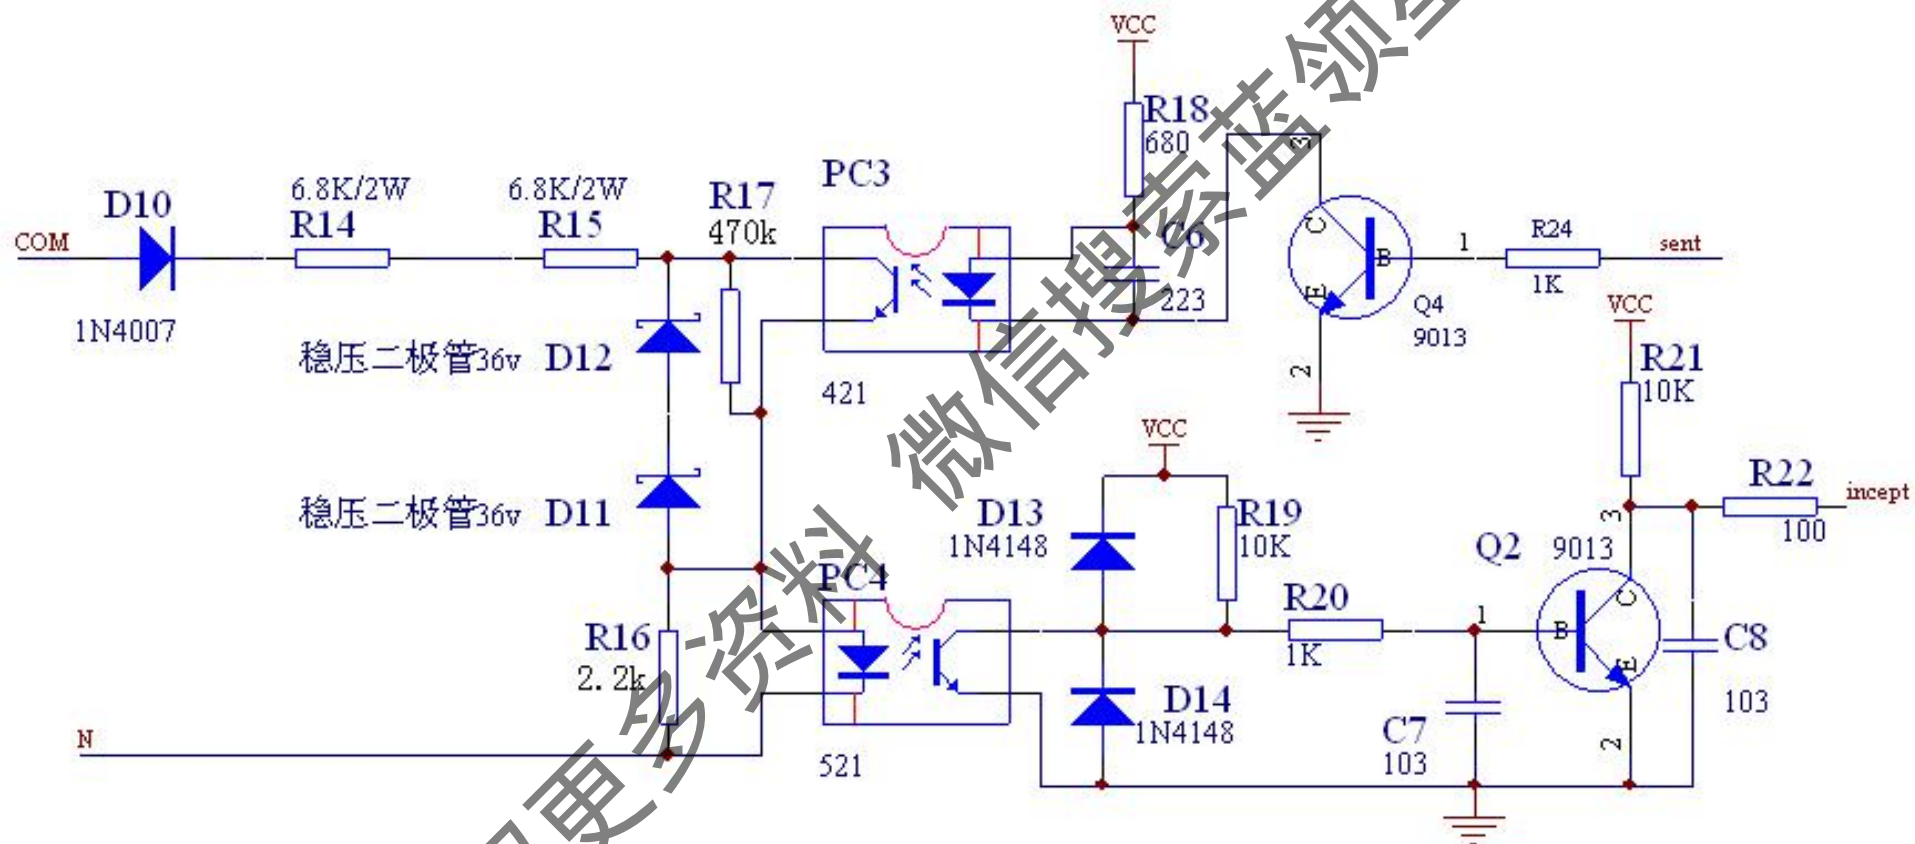 VCC
R18
680
PC3
6.8K/2W
6.8K/2W
R17
470k
D10
R14
R15
COM
1N4007
C6
223
3
C
B
E
1
R24
1K
sent
Q4
9013
2
稳压二极管36v D12
421
VCC
R21
10K
VCC
稳压二极管36v D11
D13
1N4148
R19
10K
R22
100
incept
3
Q2
9013
PC4
R20
1K
1
C
B
E
R16
2.2k
D14
1N4148
C7
103
C8
103
2
N
521
更多资料 微信搜索蓝领